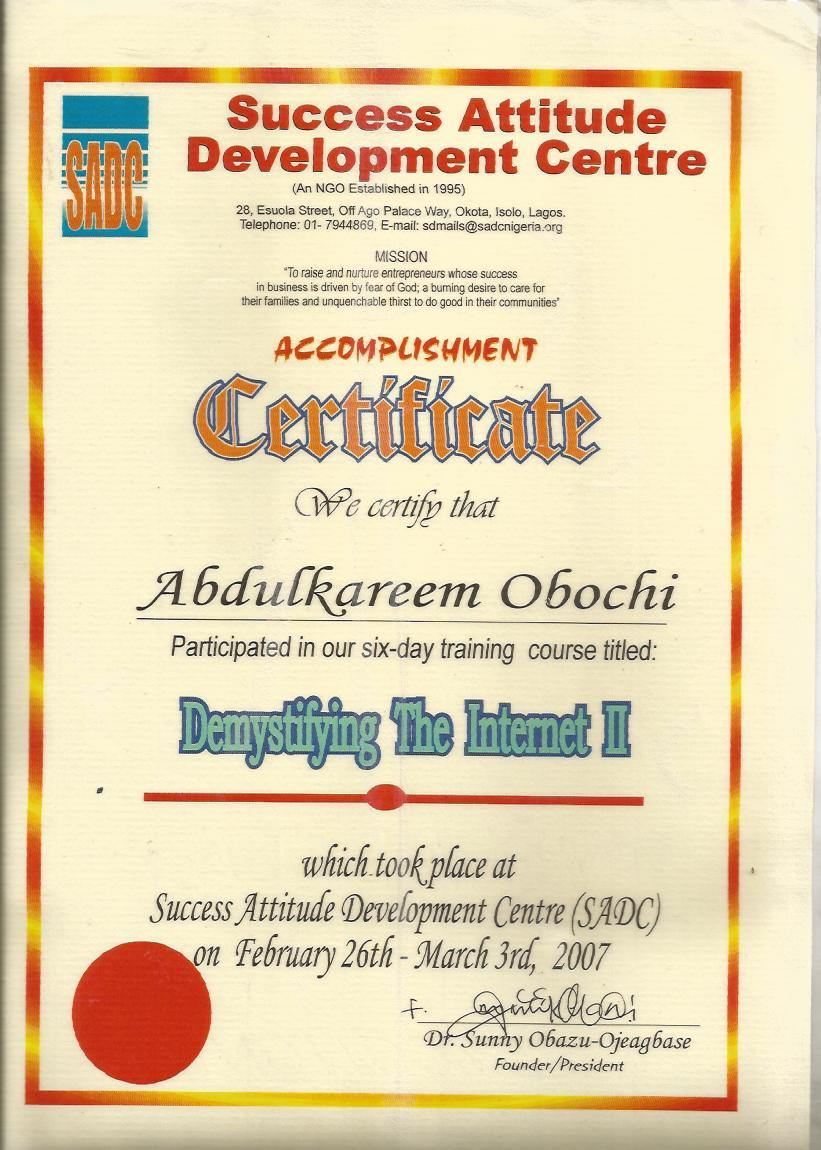 SADC
Success Attitude
Development Centre
(An NGO Established in 1995)
28, Esuola Street, Off Ago Palace Way, Okota, Isolo, Lagos.
Telephone: 01- 7944869, E-mail: sdmails@sadcnigeria.org
MISSION
"To raise and nurture entrepreneurs whose success
in business is driven by fear of God; a burning desire to care for
their families and unquenchable thirst to do good in their communities"
ACCOMPLISHMENT
Certificate
We certify that
Abdulkareem Obochi
Participated in our six-day training course titled:
Demystifying The Internet II
which took place at
Success Attitude Development Centre (SADC)
on February 26th - March 3rd, 2007
Dr. Sunny Obazu-Ojeagbase
Founder/President